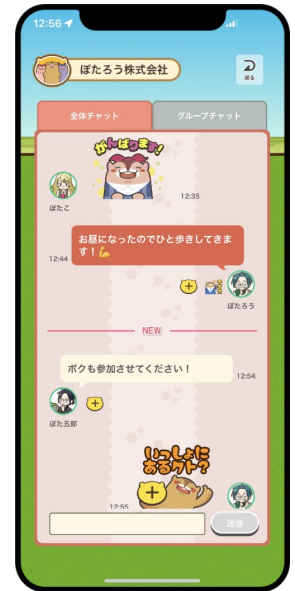 12:56
ぽたろう株式会社
戻る
全体チャット
グループチャット
がんばります!
12:35
ぽたこ
お昼になったのでひと歩きしてきま
す!💪
12:44
ぽたろう
NEW
ボクも参加させてください!
12:54
ぽた五郎
いっしょに
あるクト?
12:55
送信